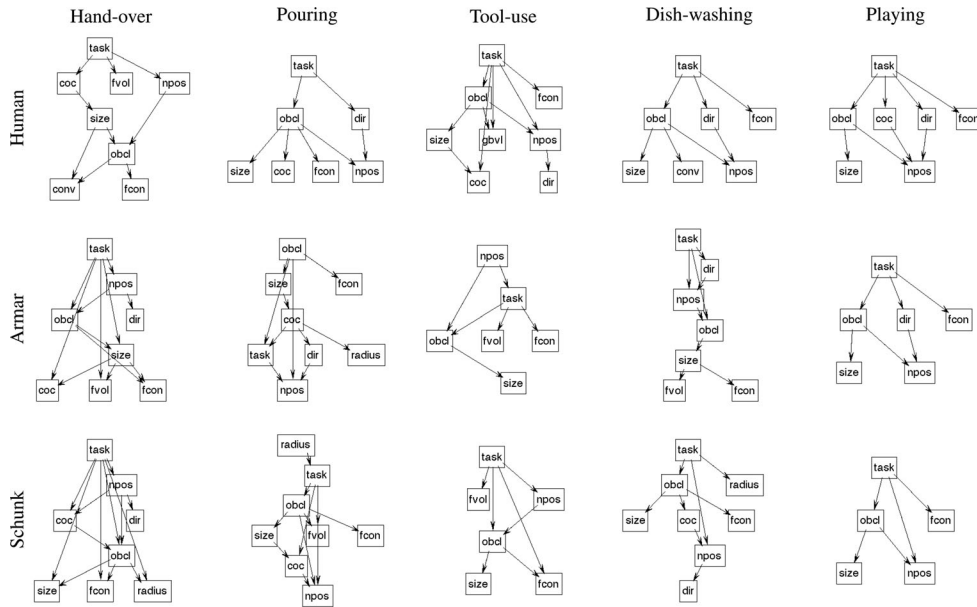 Hand-over Pouring Tool-use Dish-washing Playing
Human
task
coc fvol npos
size
obcl
conv fcon
task
obcl dir
size coc fcon npos
task
obcl fcon
size gbvl npos
coc dir
task
obcl dir fcon
size conv npos
task
obcl coc dir fcon
size npos
Armar
task
npos
obcl dir
size
coc fvol fcon
obcl
size fcon
coc
task dir radius
npos
npos
task
obcl fvol fcon
size
task
dir
npos
obcl
size
fvol fcon
task
obcl dir fcon
size npos
Schunk
task
npos
coc dir
obcl
size fcon radius
radius
task
obcl
size fvol fcon
coc
npos
task
fvol npos
obcl
size fcon
task
obcl radius
size coc fcon
npos
dir
task
obcl fcon
size npos